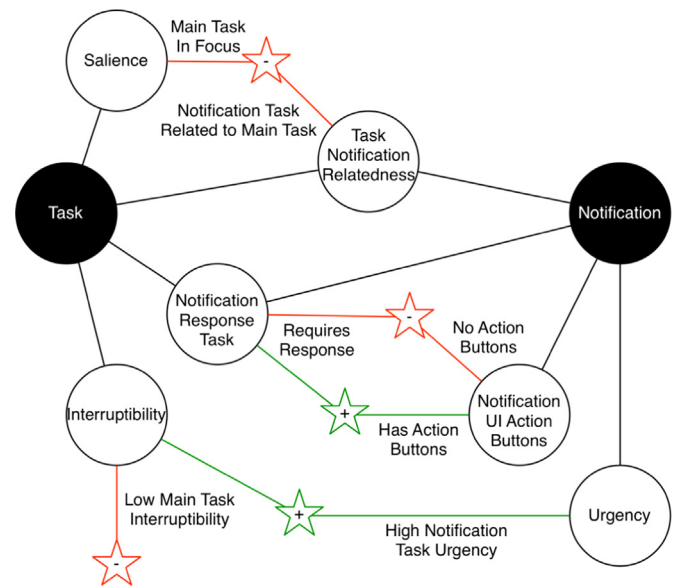 Main Task
In Focus
Salience
-
Notification Task
Related to Main Task
Task
Notification
Relatedness
Task
Notification
Notification
Response
Task
-
Requires
Response
No Action
Buttons
+
Has Action
Buttons
Notification
UI Action
Buttons
Interruptibility
Low Main Task
Interruptibility
+
High Notification
Task Urgency
Urgency
-